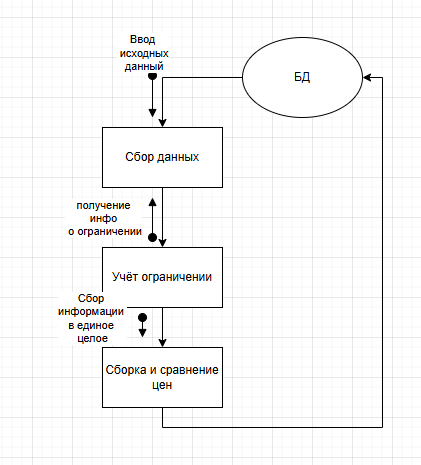 Ввод
исходных
данный
БД
Сбор данных
получение
инфо
о ограничении
Учёт ограничении
Сбор
информации
в единое
целое
Сборка и сравнение
цен